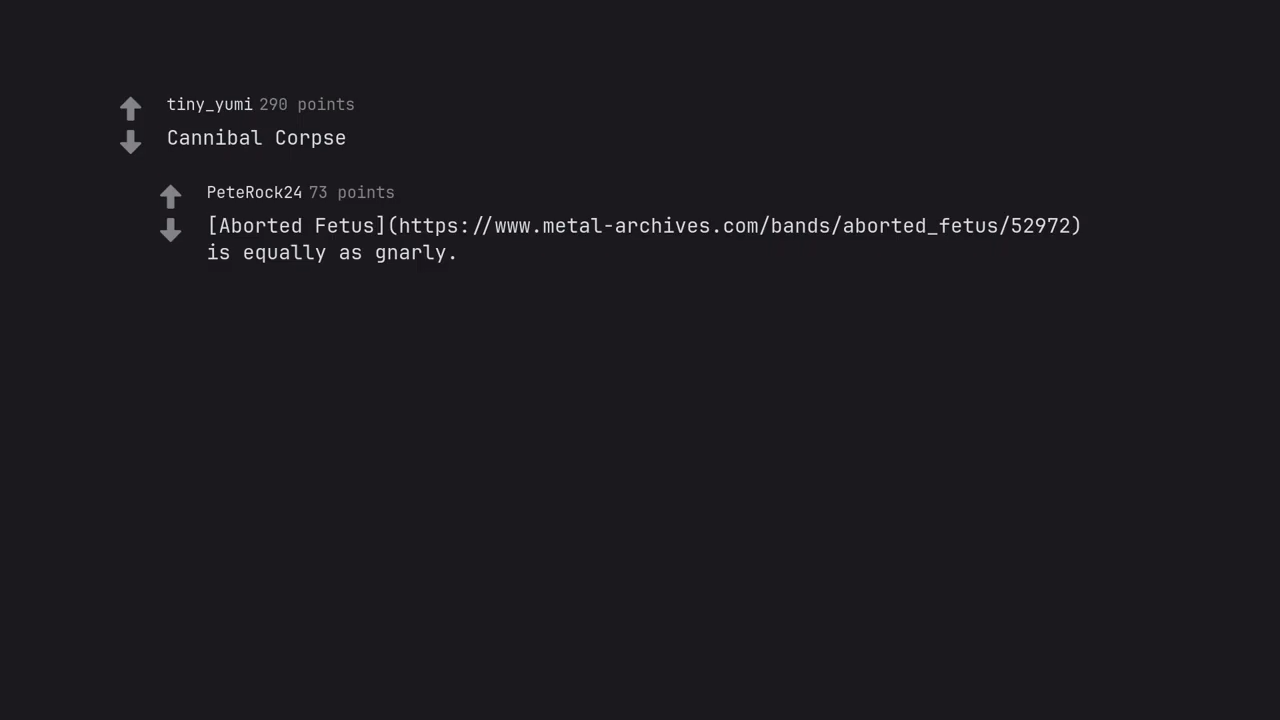 tiny_yumi 290 points
Cannibal Corpse
PeteRock24 73 points
[Aborted Fetus](https://www.metal-archives.com/bands/aborted_fetus/52972)
is equally as gnarly.